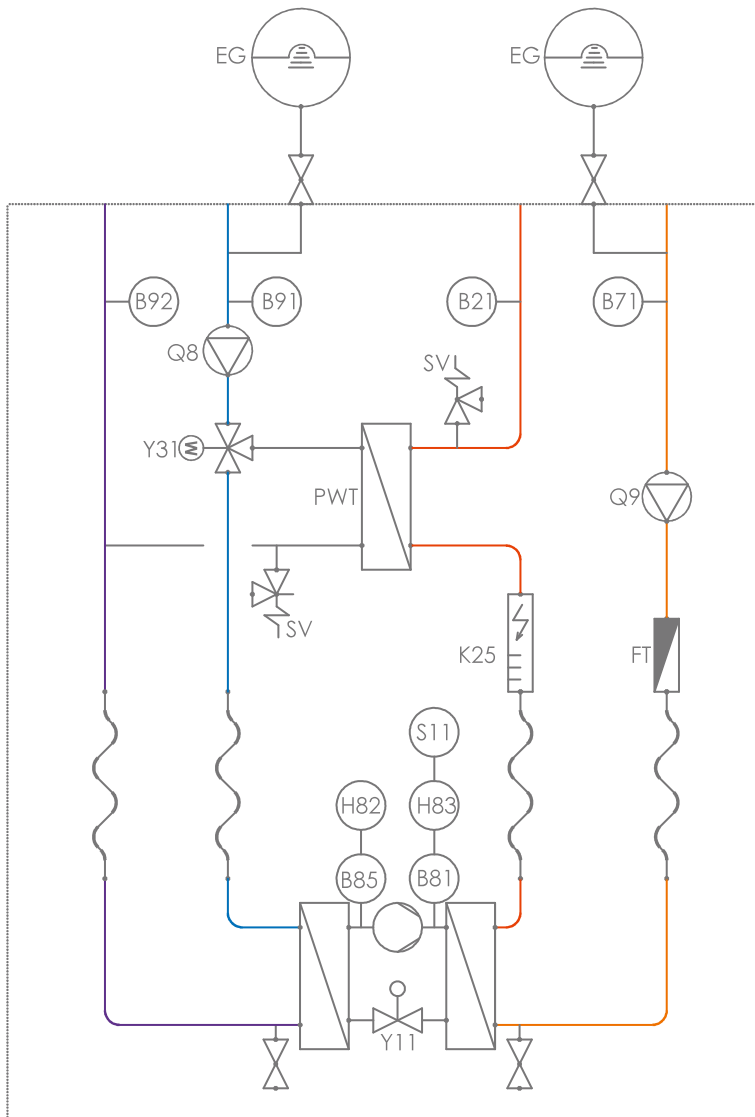 EG
EG
B92
B91
B21
B71
Q8
SV
Y31
PWT
Q9
SV
K25
FT
S11
H82
H83
B85
B81
Y11